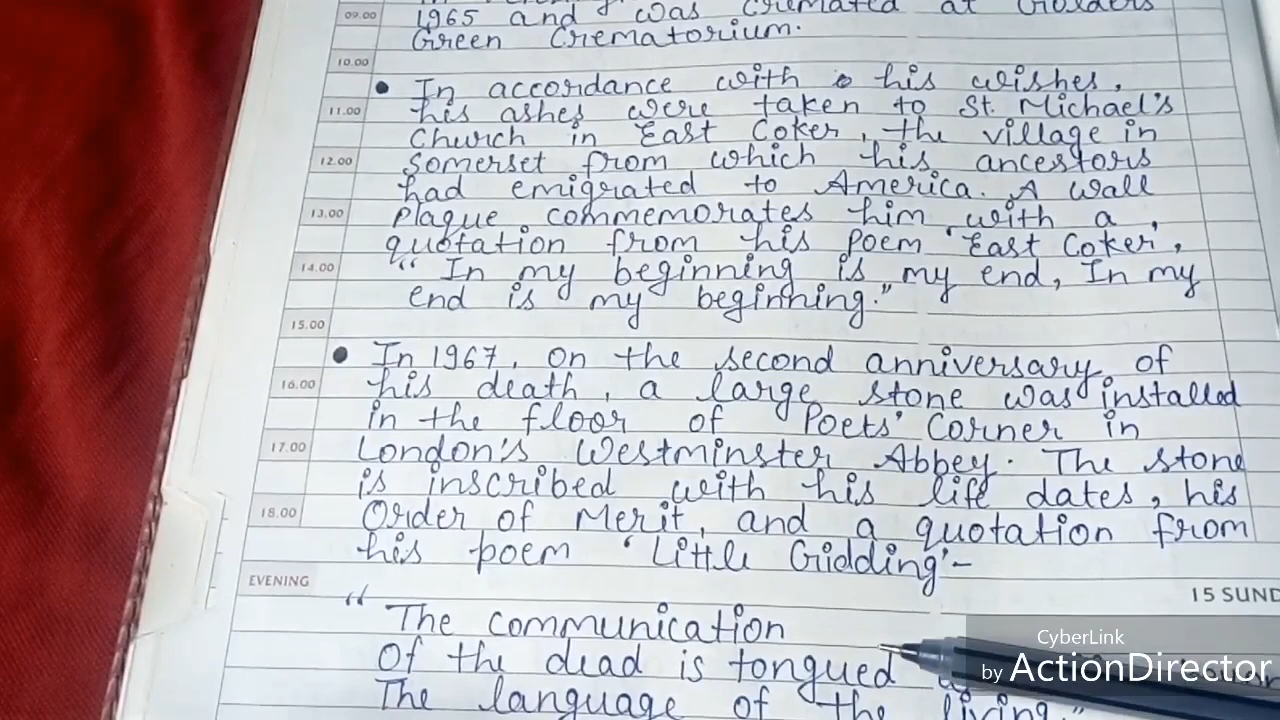 09.00
1965 and was cremated at Golders
Green Crematorium.
10.00
• In accordance with his wishes,
11.00
his ashes were taken to St. Michael's
Church in East Coker, the village in
12.00
Somerset from which his ancestors
had emigrated to America. A wall
13.00
Plaque commemorates him with a
quotation from his poem 'East Coker',
14.00
"In my beginning is my end, In my
end is my beginning."
15.00
• In 1967, on the second anniversary of
16.00
his death, a large stone was installed
in the floor of Poets' Corner in
17.00
London's Westminster Abbey. The stone
is inscribed with his life dates, his
18.00
Order of Merit, and a quotation from
his poem 'Little Gidding'-
EVENING
15 SUND
"The communication
Of the dead is tongued
The language of the living."
CyberLink
by ActionDirector